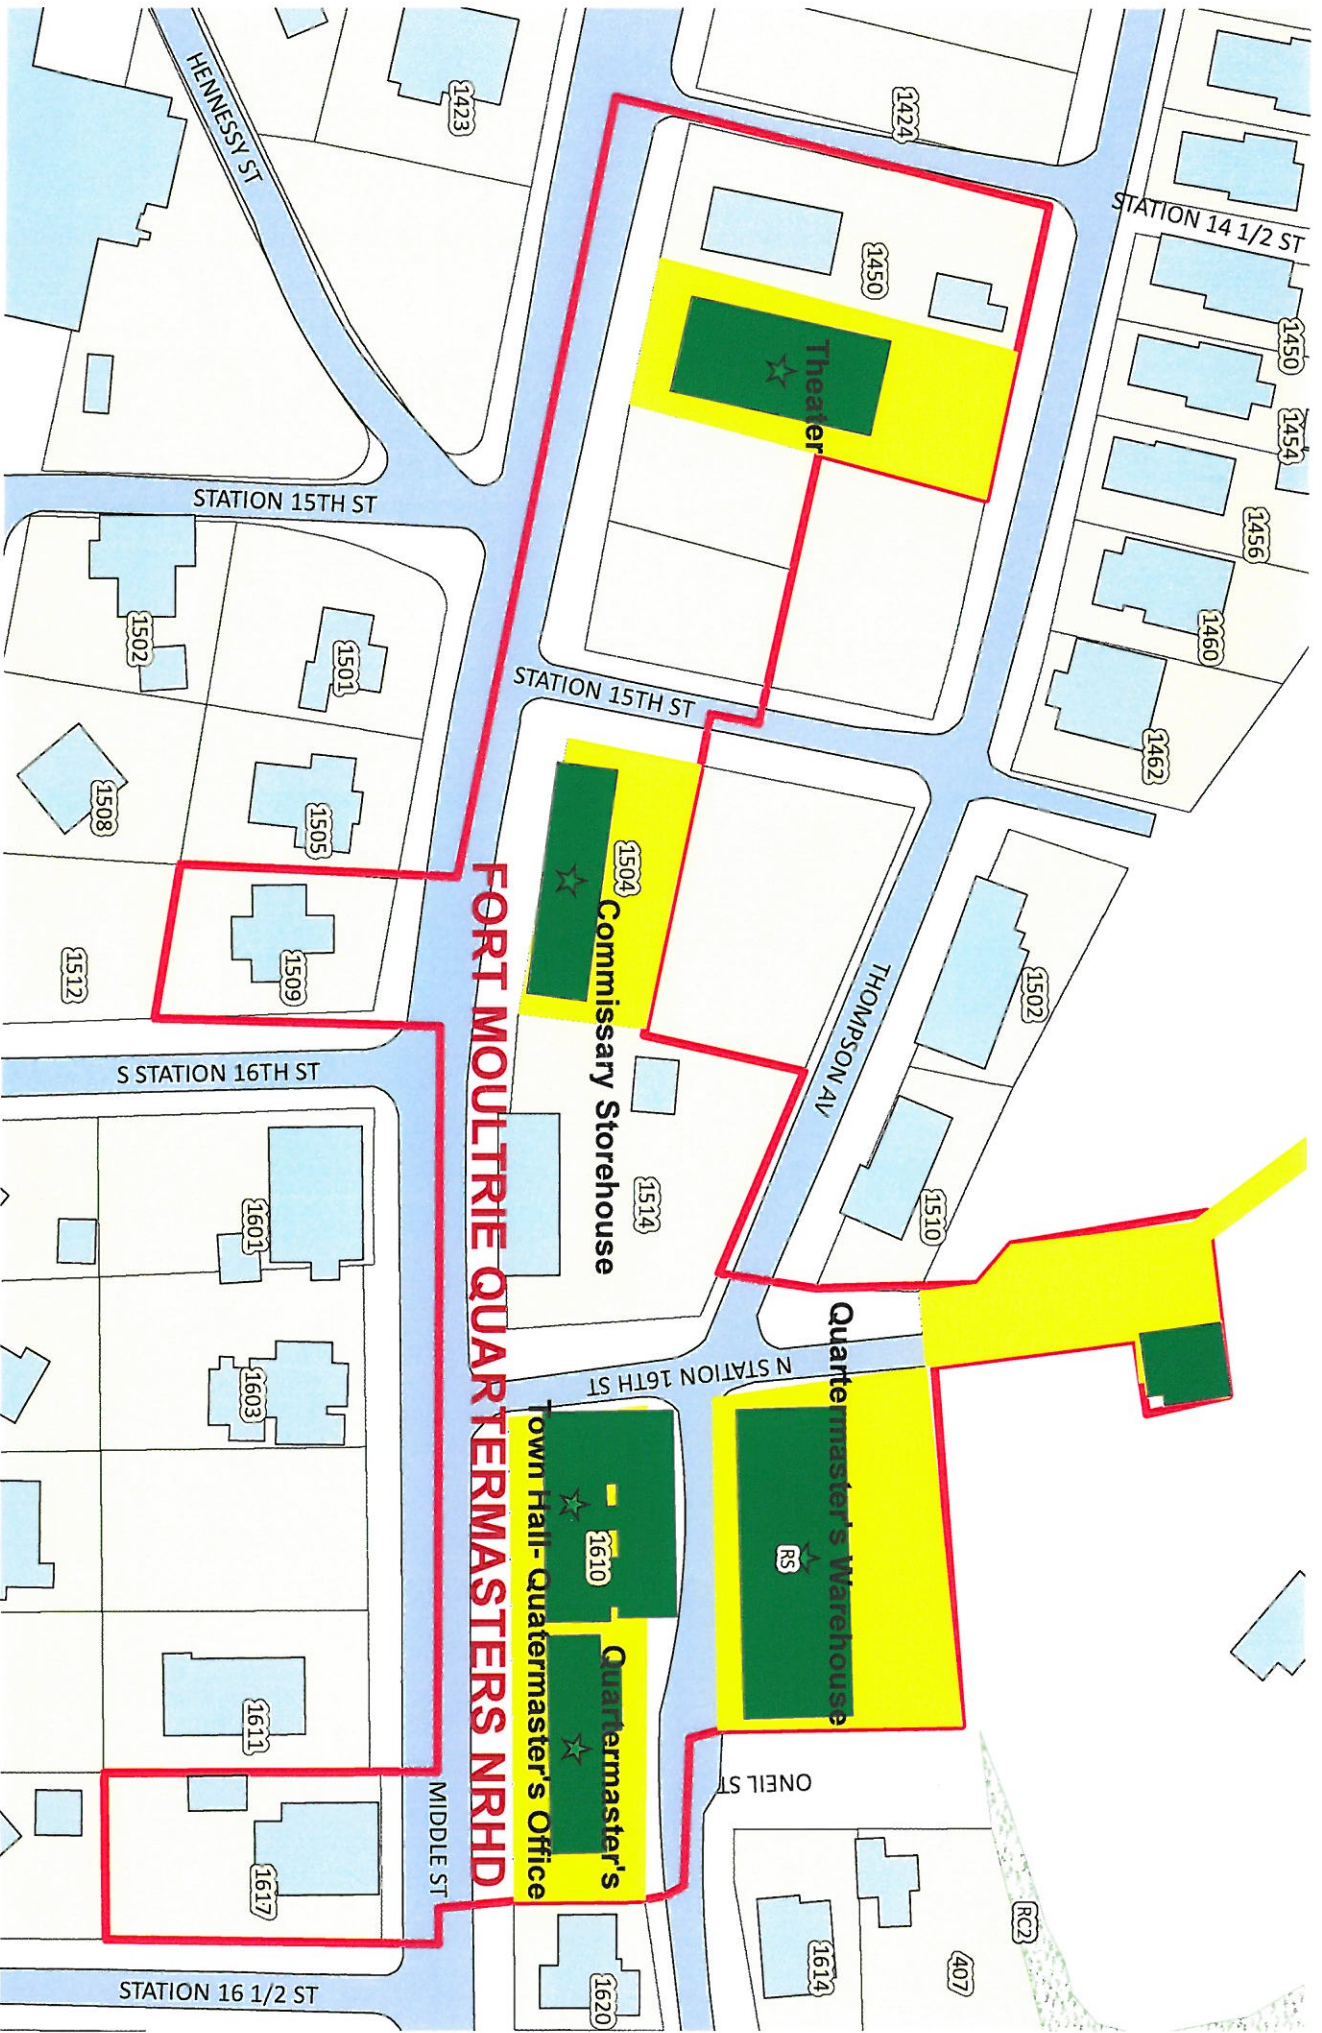 HENNESSY ST
1423
1424
STATION 14 1/2 ST
1450
1450
1454
Theater
1456
STATION 15TH ST
1460
1502
1501
STATION 15TH ST
1462
1508
1505
1504
Commissary Storehouse
1512
1509
THOMPSON AV
1502
S STATION 16TH ST
FORT MOULTRIE QUARTERMASTERS NRHD
1601
1514
1510
1603
N STATION 16TH ST
Quartermaster's Warehouse
RS
1610
Town Hall- Quatermaster's Office
Quartermaster's
1611
MIDDLE ST
ONEIL ST
1617
1614
407
RC2
STATION 16 1/2 ST
1620